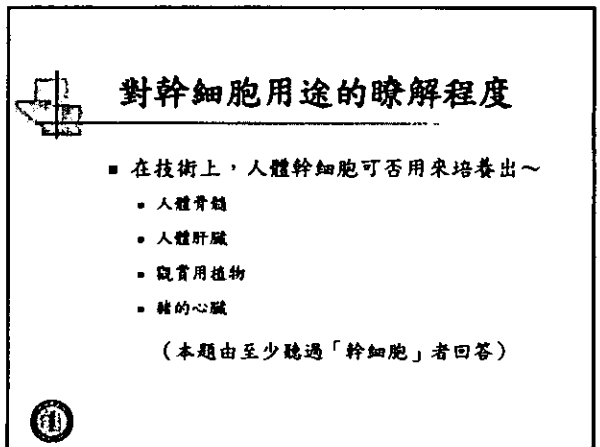 對幹細胞用途的瞭解程度
在技術上，人體幹細胞可否用來培養出～
人體骨髓
人體肝臟
觀賞用植物
豬的心臟
（本題由至少聽過「幹細胞」者回答）